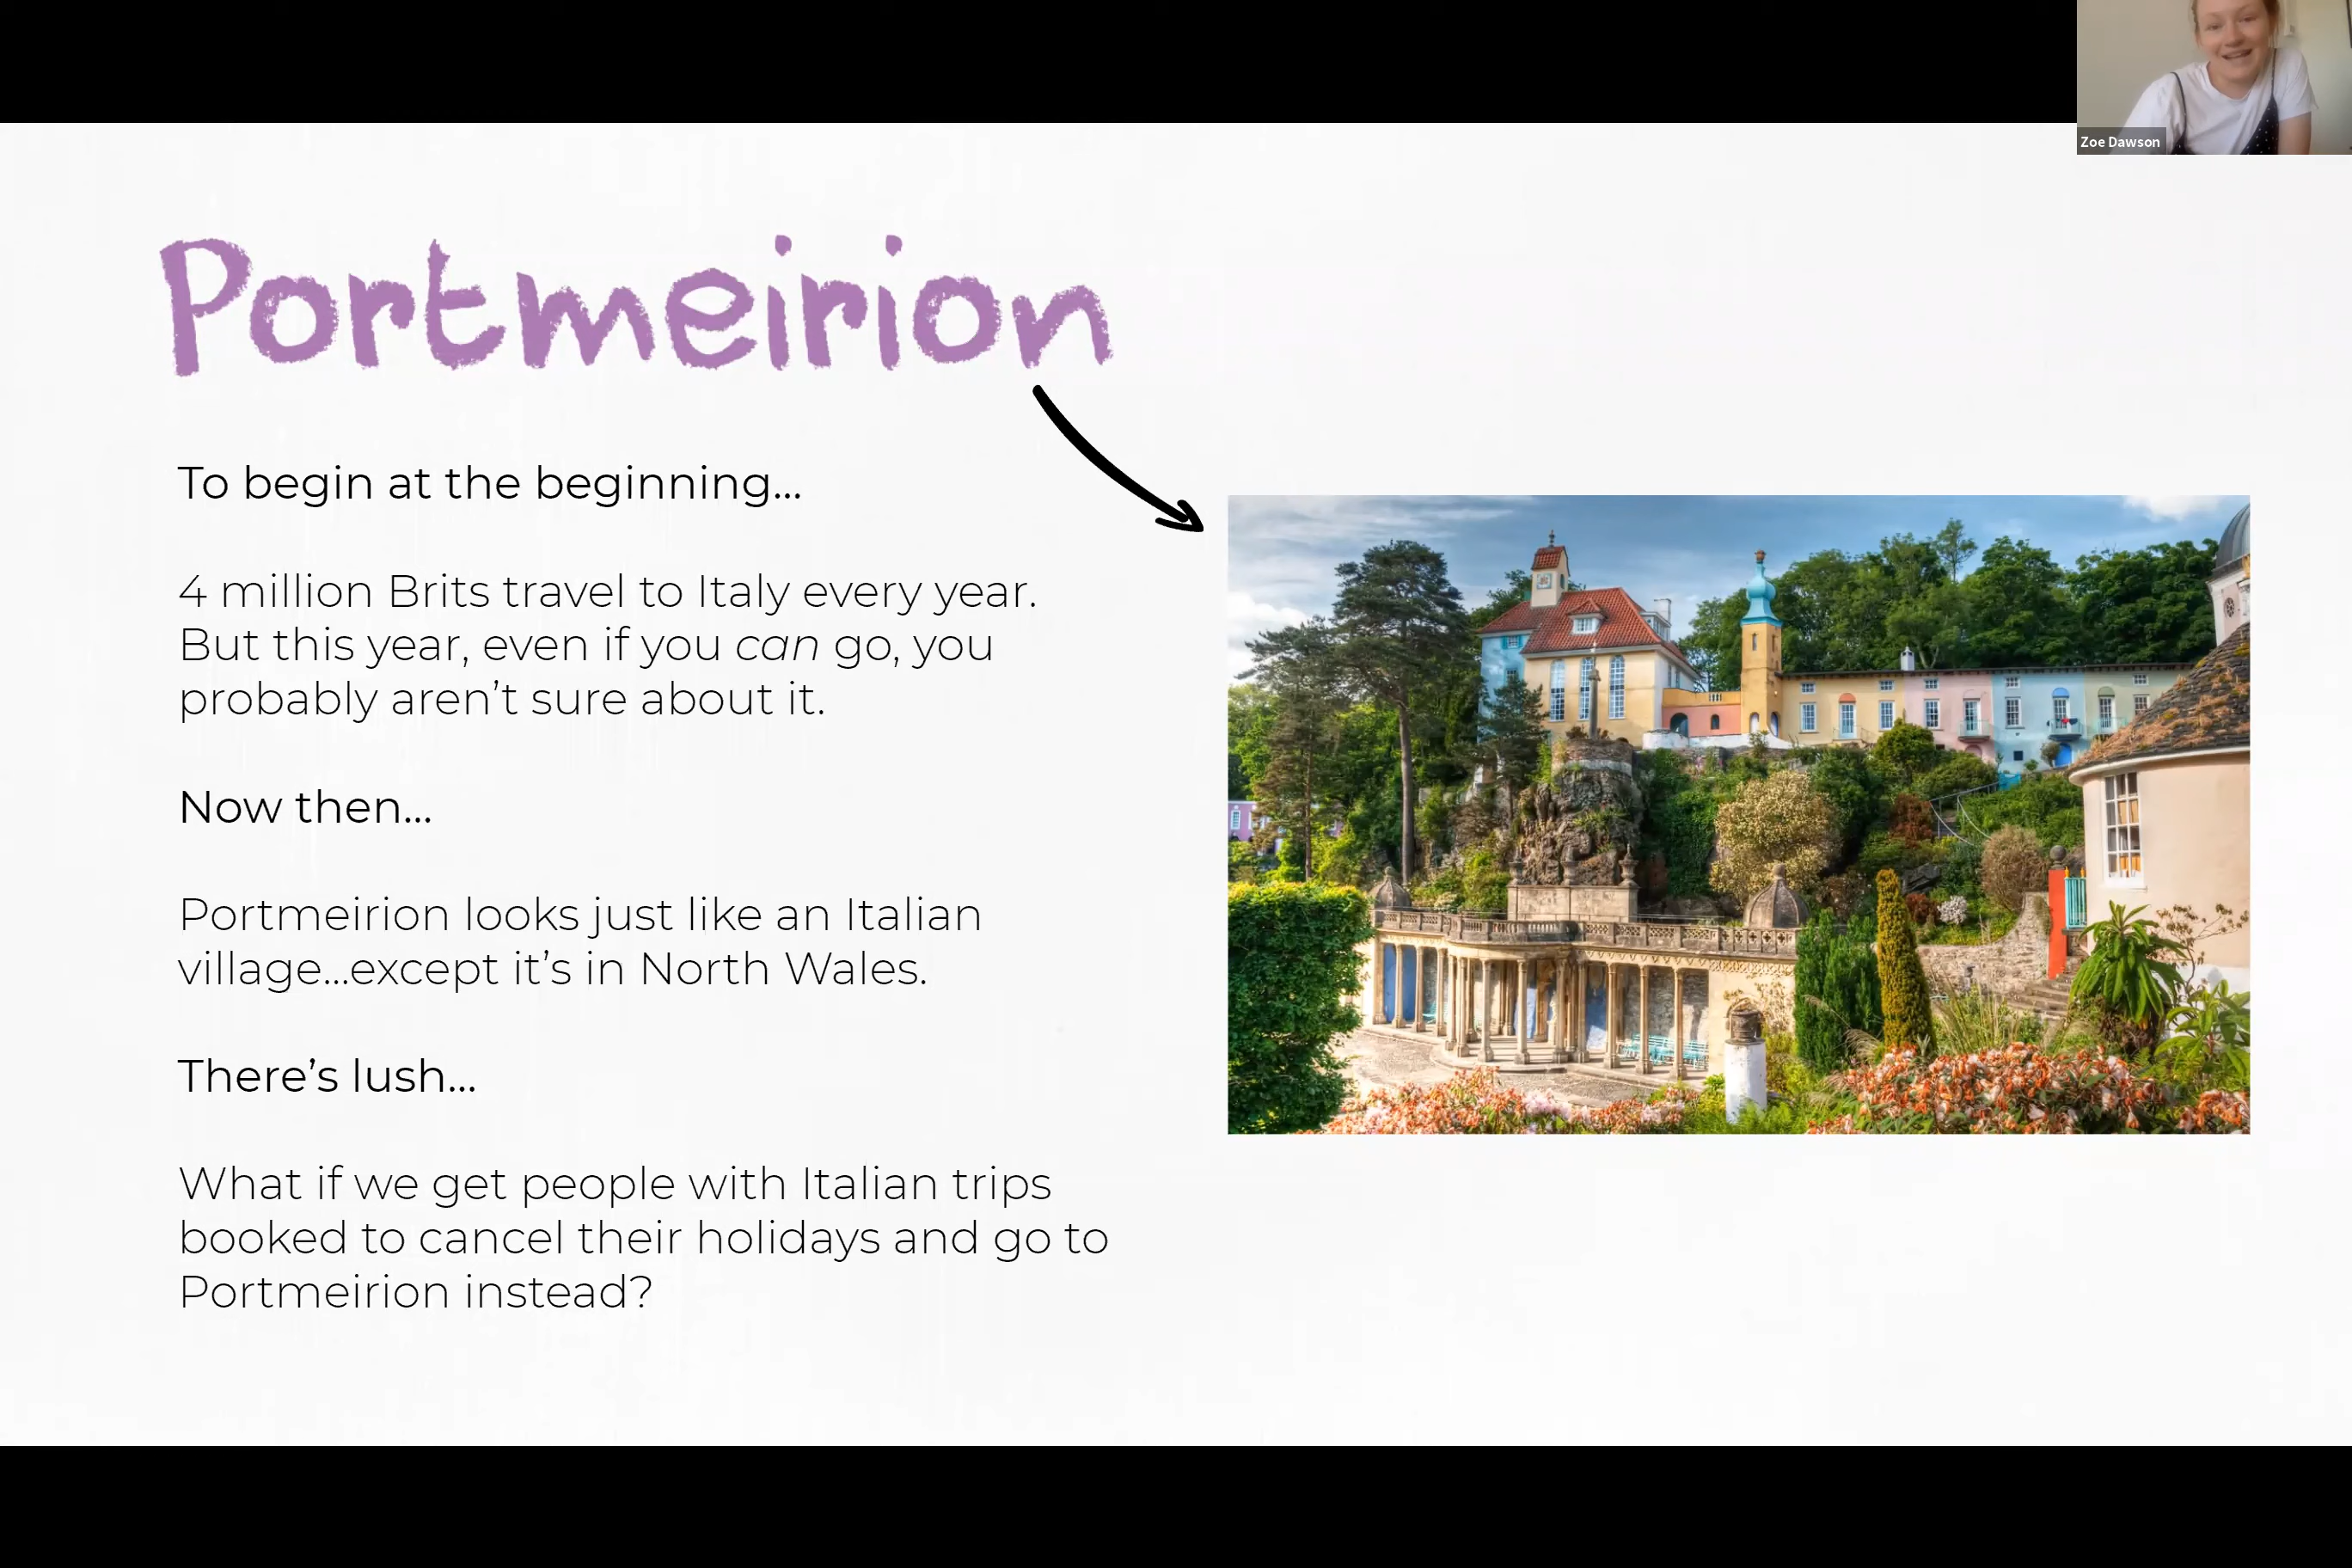 Zoe Dawson
Portmeirion
To begin at the beginning...
4 million Brits travel to Italy every year.
But this year, even if you can go, you
probably aren’t sure about it.
Now then...
Portmeirion looks just like an Italian
village...except it’s in North Wales.
There’s lush...
What if we get people with Italian trips
booked to cancel their holidays and go to
Portmeirion instead?